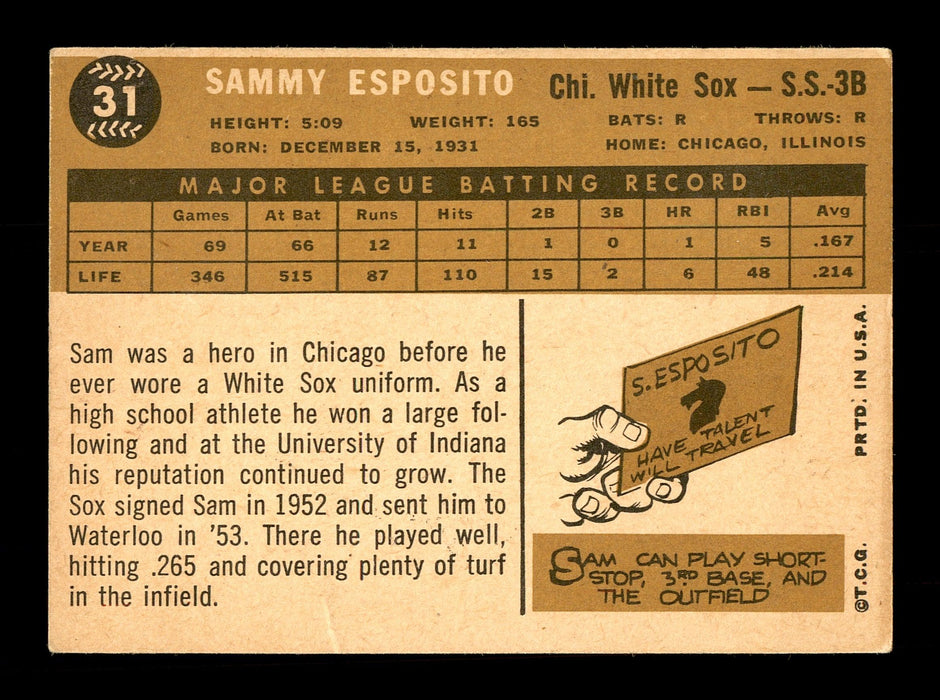 31
SAMMY ESPOSITO Chi. White Sox — S.S.-3B
HEIGHT: 5:09 WEIGHT: 165 BATS: R THROWS: R
BORN: DECEMBER 15, 1931 HOME: CHICAGO, ILLINOIS
MAJOR LEAGUE BATTING RECORD
Games At Bat Runs Hits 2B 3B HR RBI Avg
YEAR 69 66 12 11 1 0 1 5 .167
LIFE 346 515 87 110 15 2 6 48 .214
Sam was a hero in Chicago before he
ever wore a White Sox uniform. As a
high school athlete he won a large fol-
lowing and at the University of Indiana
his reputation continued to grow. The
Sox signed Sam in 1952 and sent him to
Waterloo in '53. There he played well,
hitting .265 and covering plenty of turf
in the infield.
S. ESPOSITO
HAVE TALENT
WILL TRAVEL
SAM CAN PLAY SHORT-
STOP, 3RD BASE, AND
THE OUTFIELD
©T.C.G. PRTD. IN U.S.A.